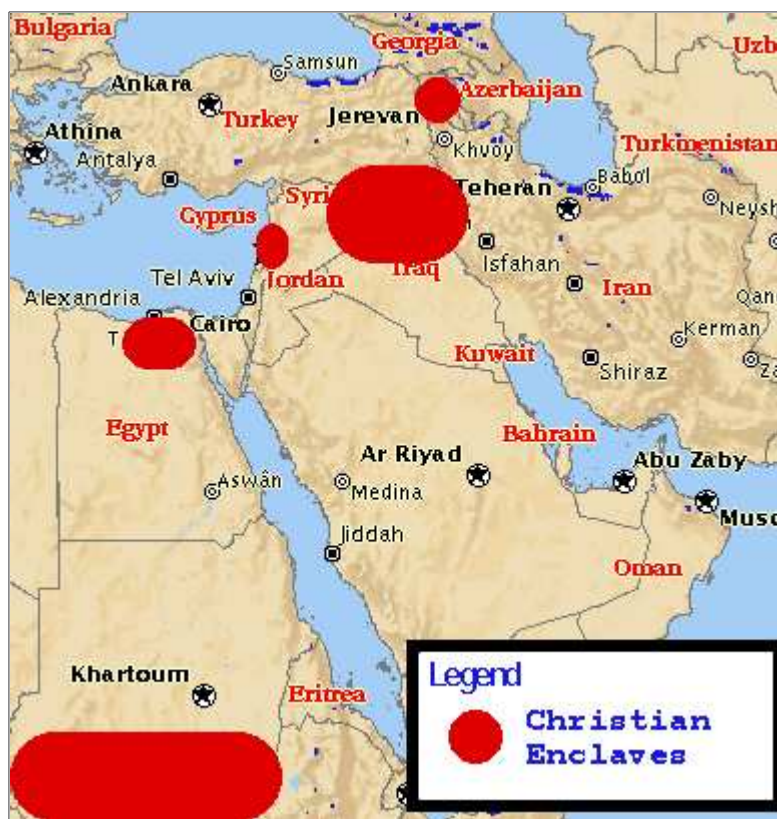 Bulgaria
Georgia
Uzb
Samsun
Ankara
Turkey
Azerbaijan
Jerevan
Athina
Khvoy
Turkmenistan
Antalya
Babol
Teheran
Neysh
Syri
Cyprus
Isfahan
Tel Aviv
Jordan
Iraq
Iran
Qan
Alexandria
T
Cairo
Kerman
Kuwait
Shiraz
Za
Egypt
Bahrain
Ar Riyad
Abu Zaby
Aswân
Medina
Musc
Jiddah
Oman
Khartoum
Eritrea
Legend
Christian
Enclaves